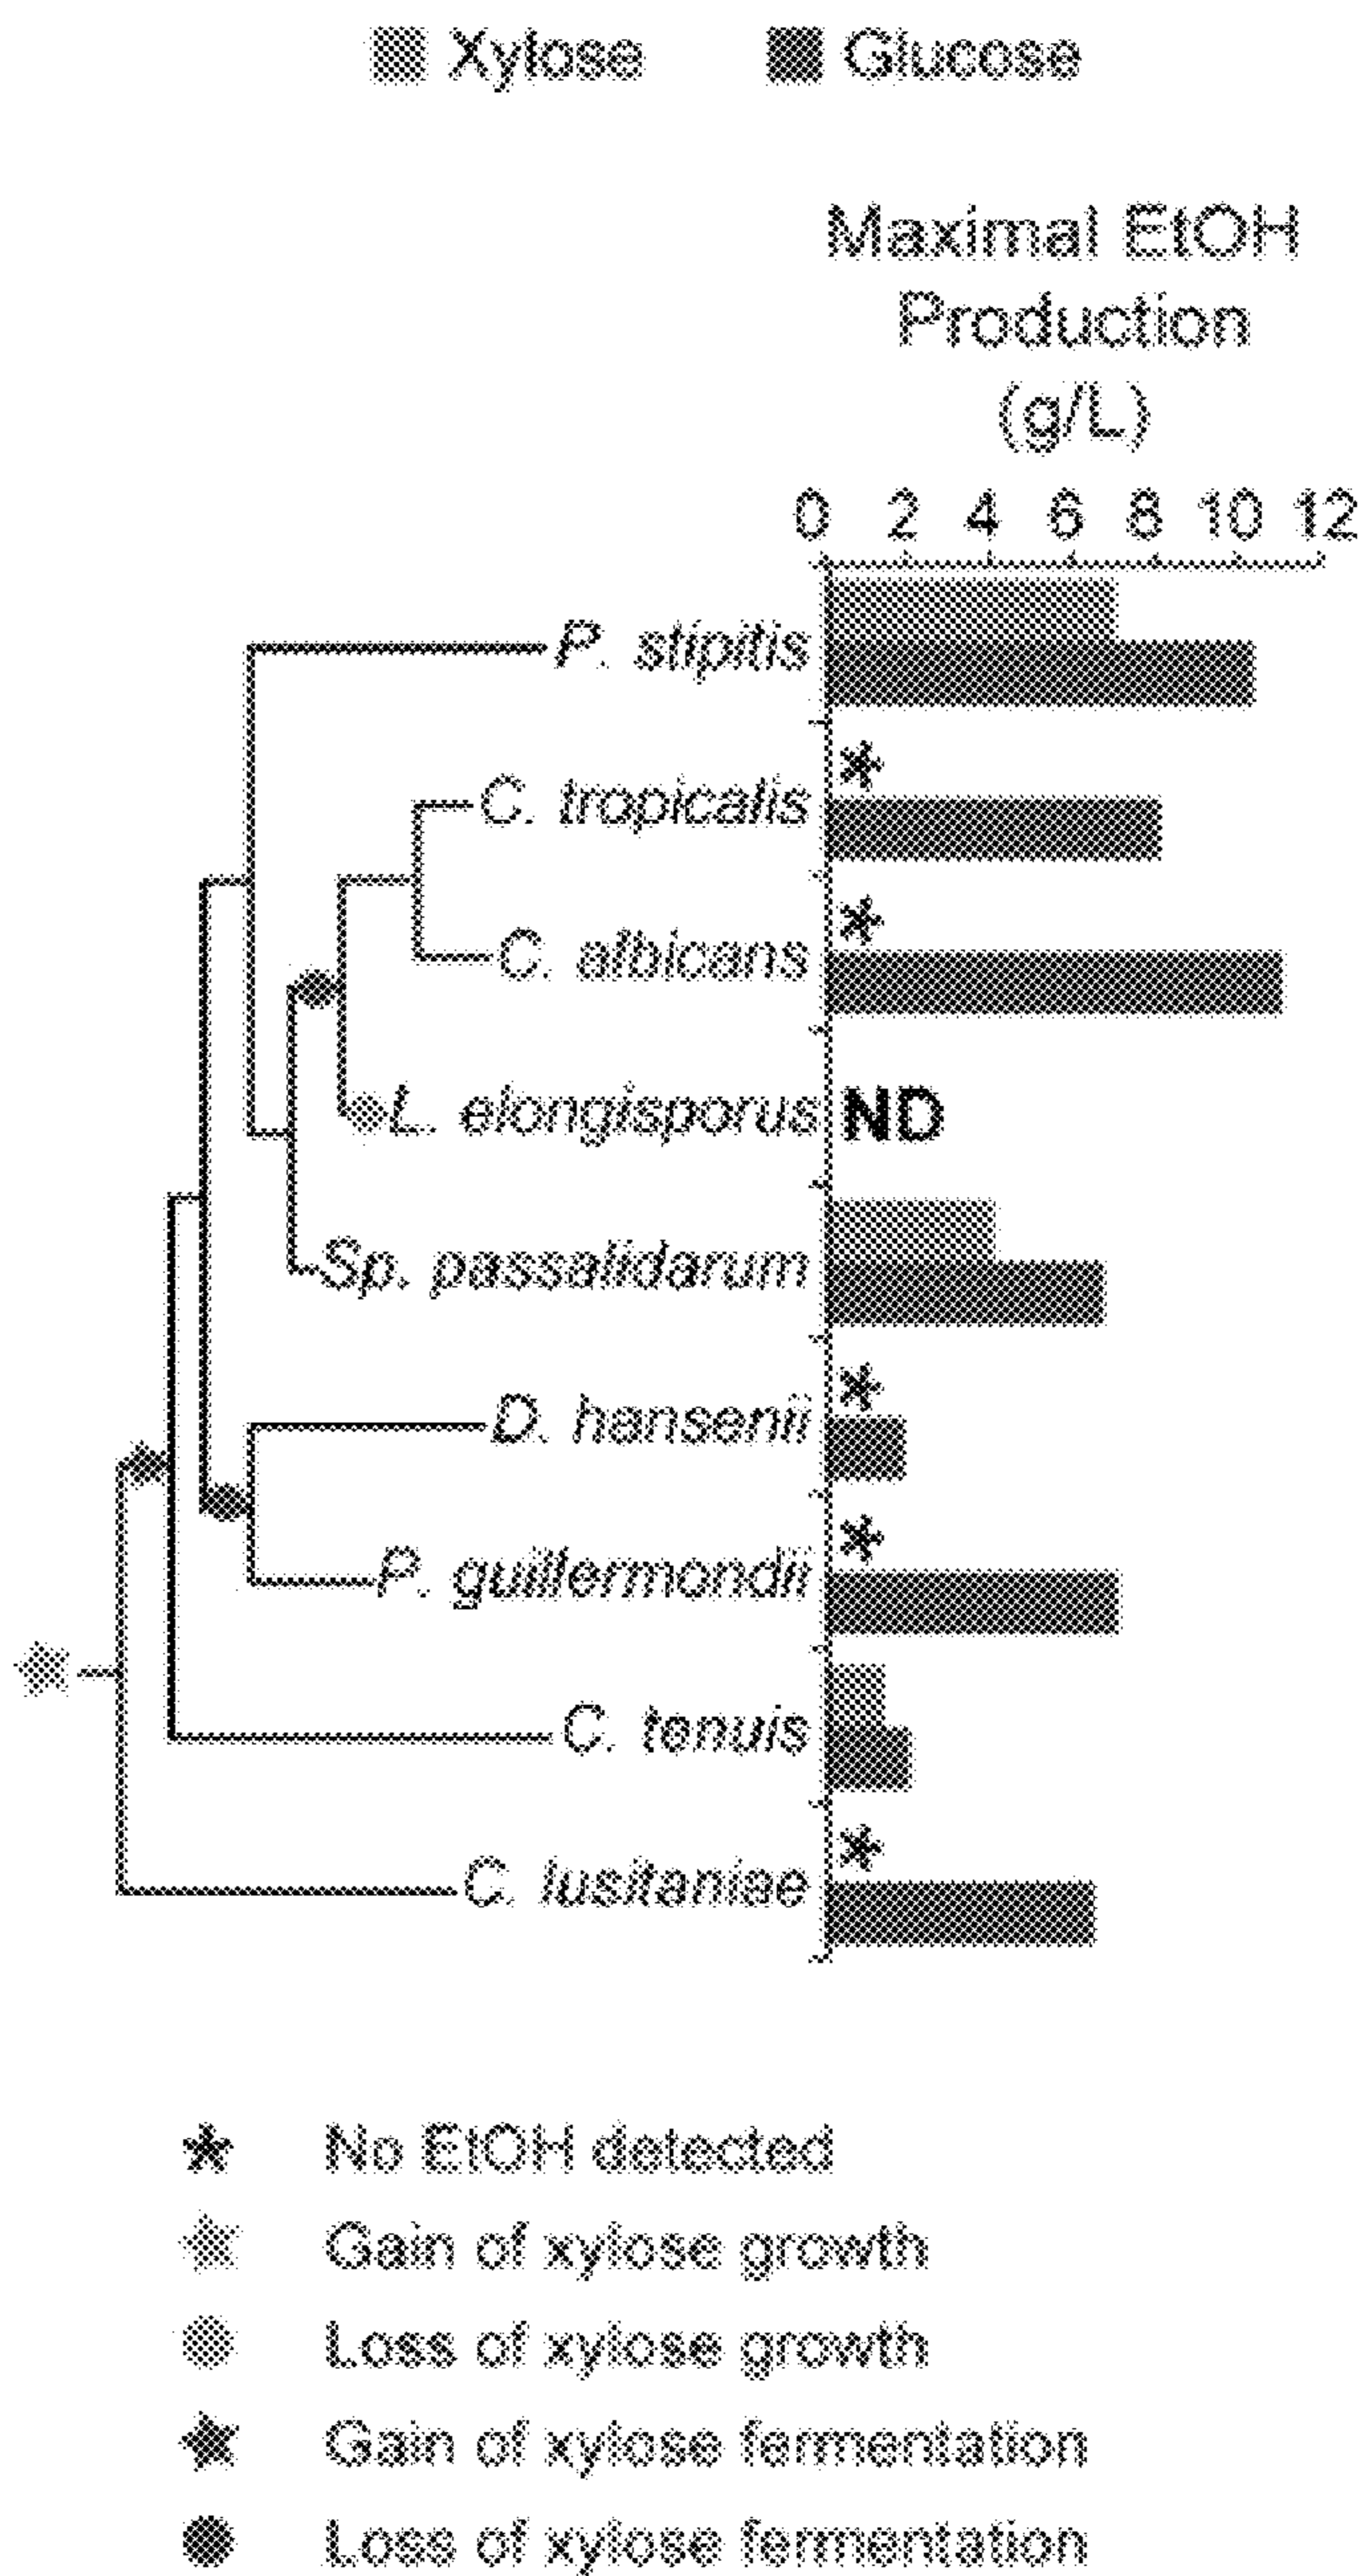 Xylose Glucose
Maximal EtOH
Production
(g/L)
0 2 4 6 8 10 12
P. stipitis
*
C. tropicalis
*
C. albicans
L. elongisporus ND
Sp. passalidarum
*
D. hansenii
*
P. guillermondii
C. tenuis
*
C. lusitaniae
* No EtOH detected
Gain of xylose growth
Loss of xylose growth
Gain of xylose fermentation
Loss of xylose fermentation